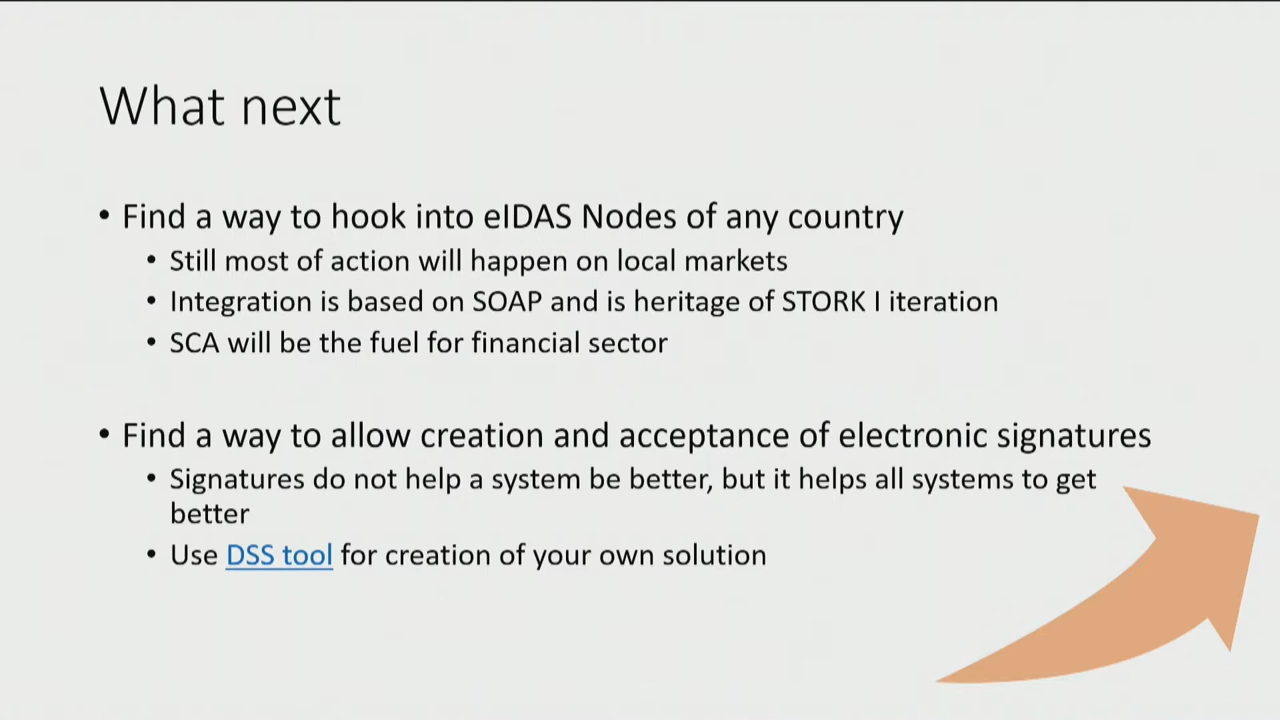 What next
• Find a way to hook into eIDAS Nodes of any country
• Still most of action will happen on local markets
• Integration is based on SOAP and is heritage of STORK I iteration
• SCA will be the fuel for financial sector
• Find a way to allow creation and acceptance of electronic signatures
• Signatures do not help a system be better, but it helps all systems to get
better
• Use DSS tool for creation of your own solution